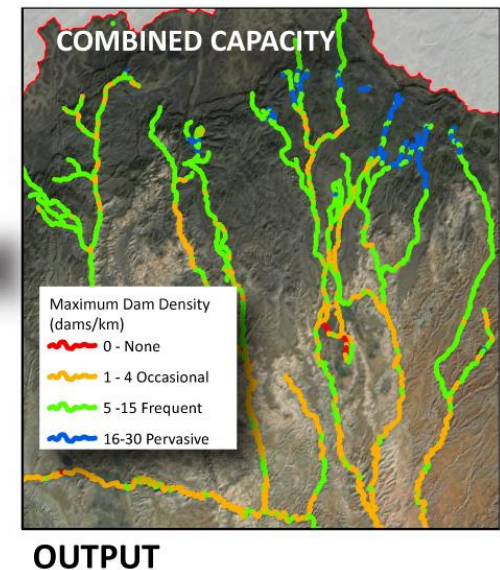 COMBINED CAPACITY
Maximum Dam Density
(dams/km)
0 - None
1 - 4 Occasional
5 -15 Frequent
16-30 Pervasive
OUTPUT